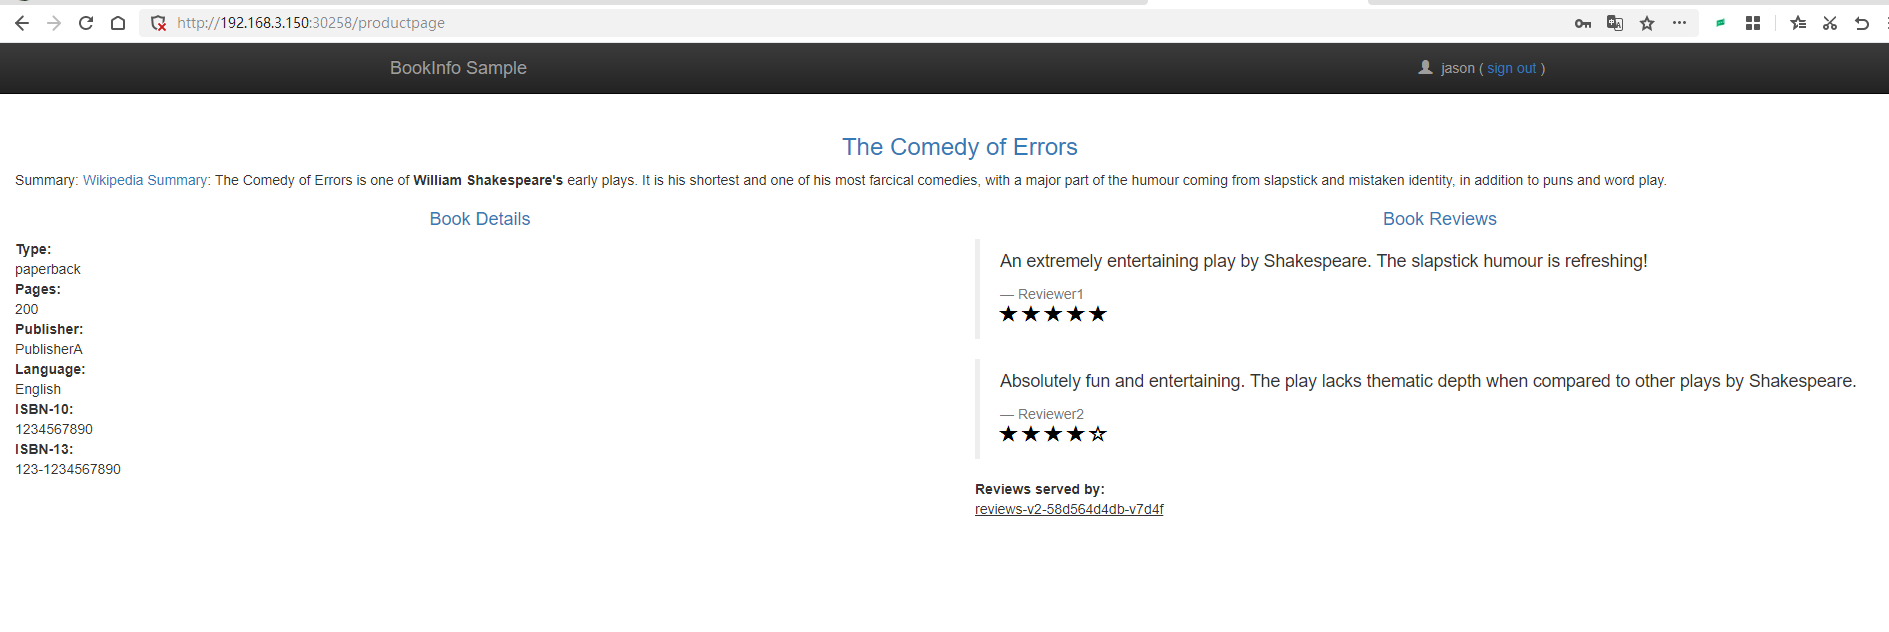 http://192.168.3.150:30258/productpage
BookInfo Sample
jason ( sign out )
The Comedy of Errors
Summary: Wikipedia Summary: The Comedy of Errors is one of William Shakespeare's early plays. It is his shortest and one of his most farcical comedies, with a major part of the humour coming from slapstick and mistaken identity, in addition to puns and word play.
Book Details
Type:
paperback
Pages:
200
Publisher:
PublisherA
Language:
English
ISBN-10:
1234567890
ISBN-13:
123-1234567890
Book Reviews
An extremely entertaining play by Shakespeare. The slapstick humour is refreshing!
— Reviewer1
★★★★★
Absolutely fun and entertaining. The play lacks thematic depth when compared to other plays by Shakespeare.
— Reviewer2
★★★★☆
Reviews served by:
reviews-v2-58d564d4db-v7d4f